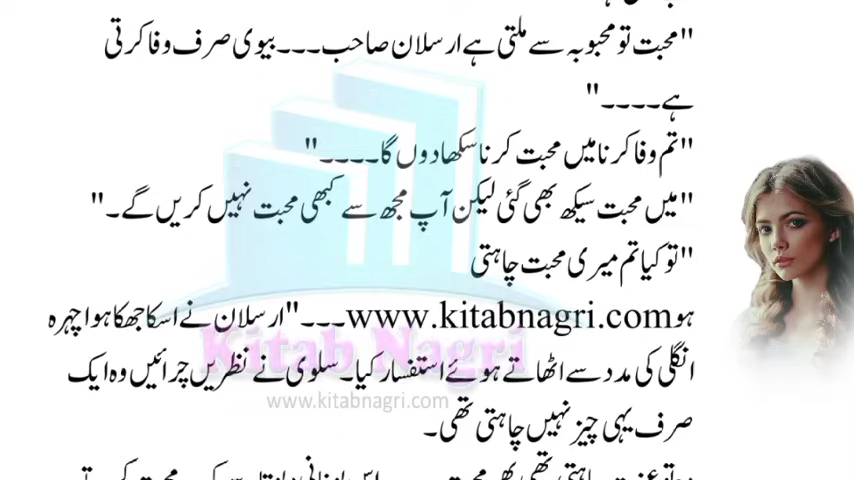 "محبت تو محبوبہ سے ملتی ہے ارسلان صاحب۔۔۔بیوی صرف وفا کرتی
ہے۔۔۔۔"
"تم وفا کرنا میں محبت کرنا سکھا دوں گا۔۔۔۔"
"میں محبت سیکھ بھی گئی لیکن آپ مجھ سے کبھی محبت نہیں کریں گے۔"
"تو کیا تم میری محبت چاہتی
ہوwww.kitabnagri.com۔۔۔"ارسلان نے اسکا جھکا ہوا چہرہ
انگلی کی مدد سے اٹھاتے ہوئے استفسار کیا۔سلوی نے نظریں چرائیں وہ ایک
صرف یہی چیز نہیں چاہتی تھی۔
Kitab Nagri
www.kitabnagri.com